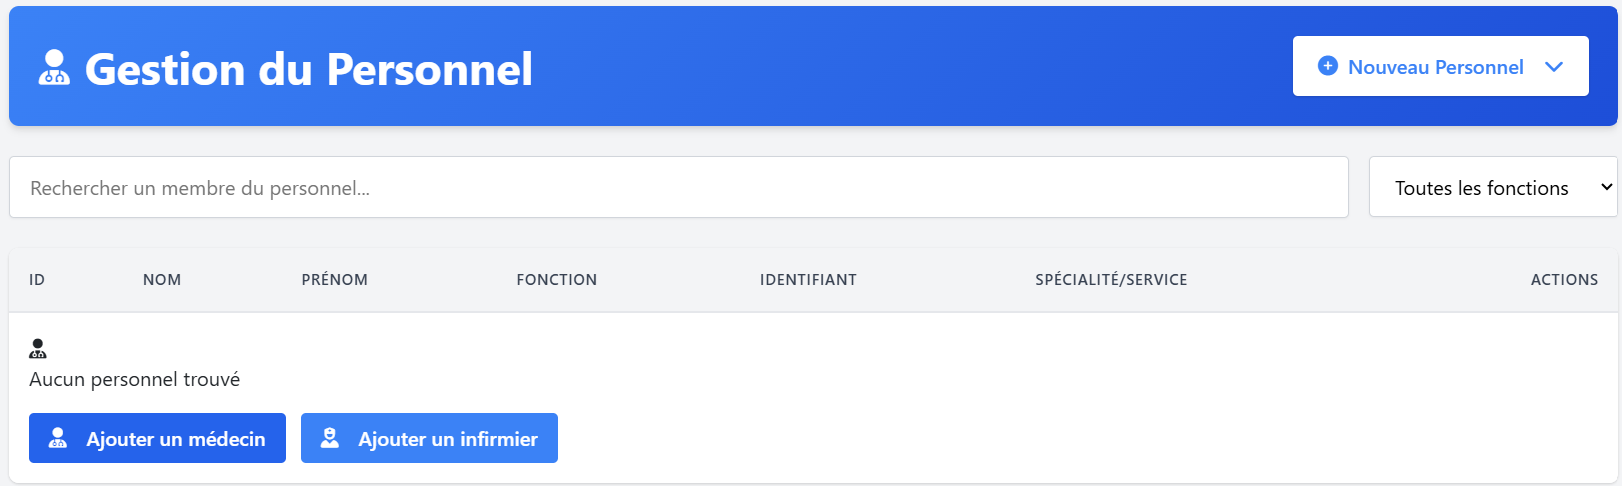 Gestion du Personnel
Nouveau Personnel
Rechercher un membre du personnel...
Toutes les fonctions
ID NOM PRÉNOM FONCTION IDENTIFIANT SPÉCIALITÉ/SERVICE ACTIONS
Aucun personnel trouvé
Ajouter un médecin
Ajouter un infirmier